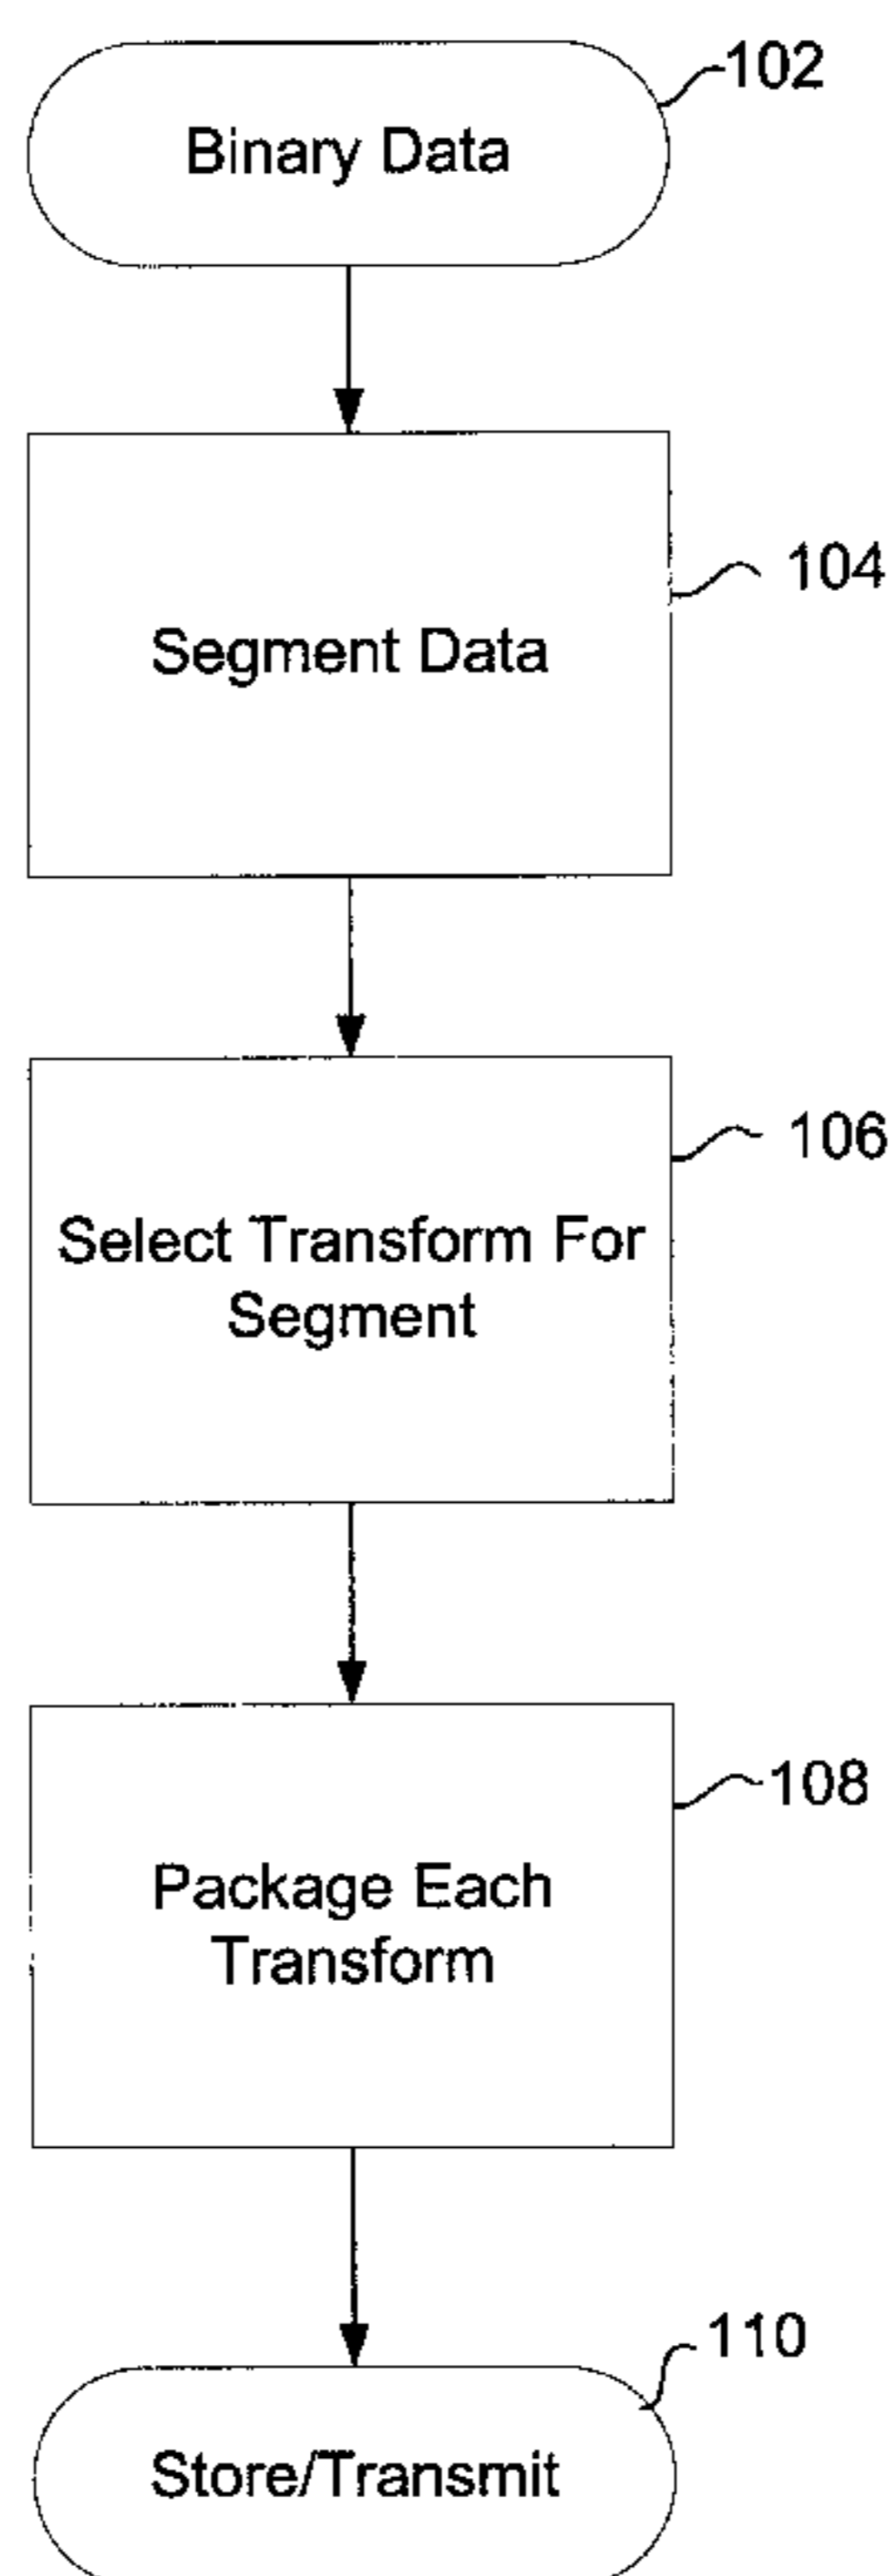 102
Binary Data
104
Segment Data
106
Select Transform For
Segment
108
Package Each
Transform
110
Store/Transmit